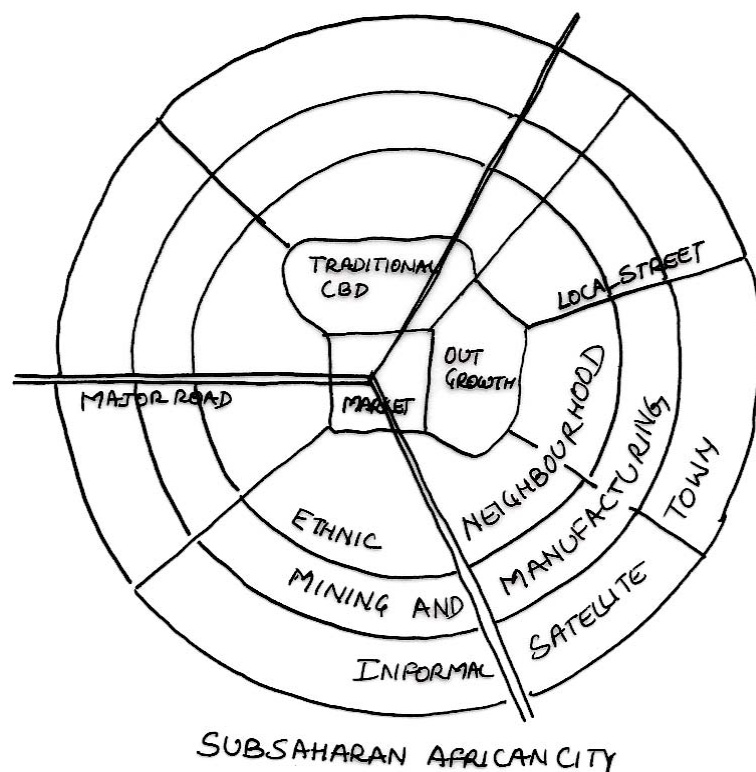 TRADITIONAL
CBD
LOCAL STREET
OUT
GROWTH
MAJOR ROAD
MARKET
ETHNIC NEIGHBOURHOOD
MINING AND MANUFACTURING
INFORMAL SATELLITE TOWN
SUBSAHARAN AFRICAN CITY